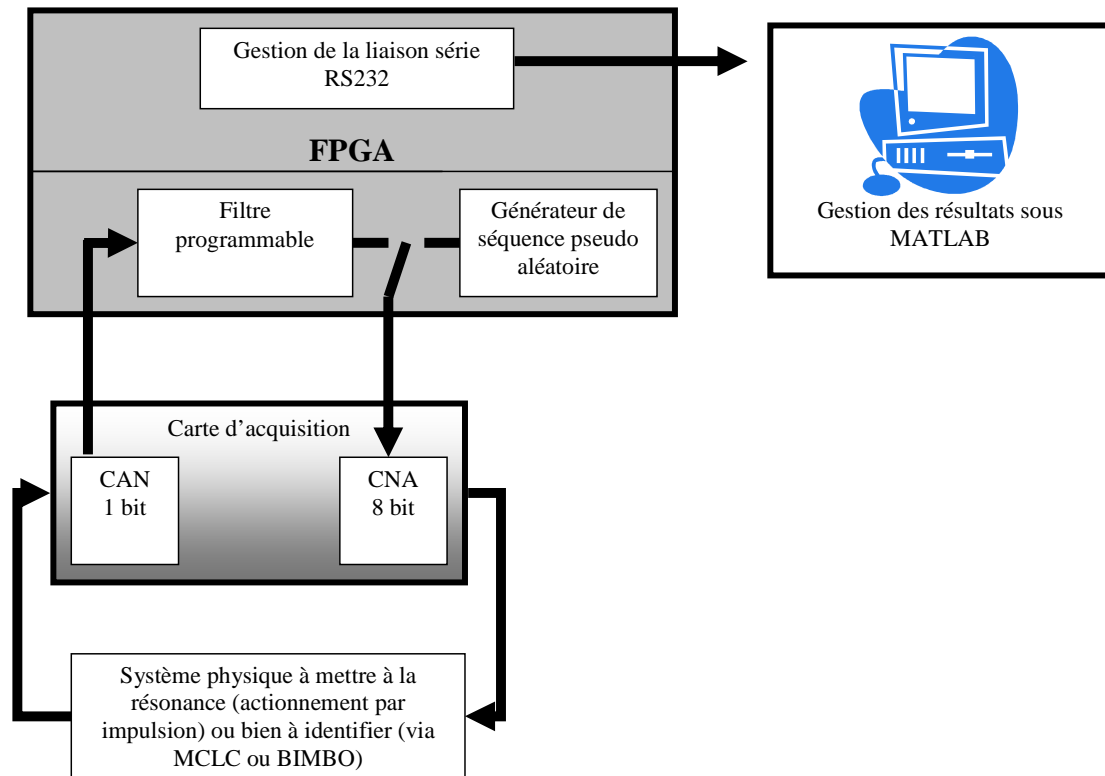 Gestion de la liaison série
RS232
FPGA
Filtre
programmable
Générateur de
séquence pseudo
aléatoire
Gestion des résultats sous
MATLAB
Carte d’acquisition
CAN
1 bit
CNA
8 bit
Système physique à mettre à la
résonance (actionnement par
impulsion) ou bien à identifier (via
MCLC ou BIMBO)